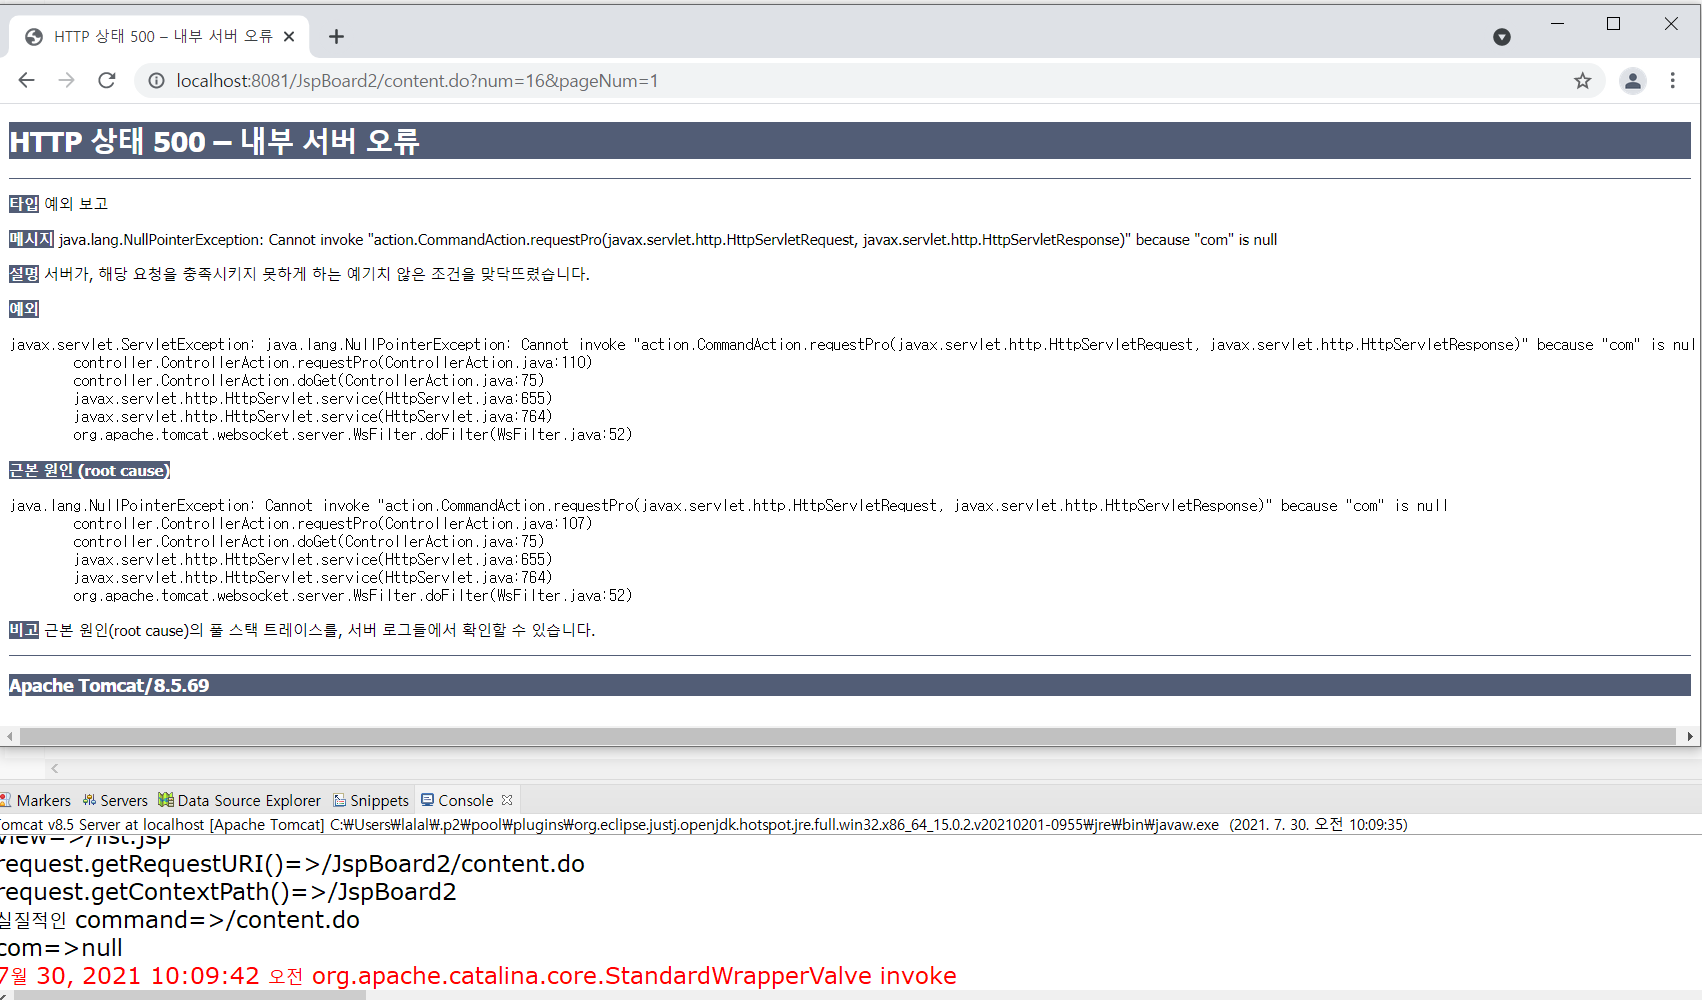 HTTP 상태 500 – 내부 서버 오류
localhost:8081/JspBoard2/content.do?num=16&pageNum=1
HTTP 상태 500 – 내부 서버 오류
타입 예외 보고
메시지 java.lang.NullPointerException: Cannot invoke "action.CommandAction.requestPro(javax.servlet.http.HttpServletRequest, javax.servlet.http.HttpServletResponse)" because "com" is null
설명 서버가, 해당 요청을 충족시키지 못하게 하는 예기치 않은 조건을 맞닥뜨렸습니다.
예외
javax.servlet.ServletException: java.lang.NullPointerException: Cannot invoke "action.CommandAction.requestPro(javax.servlet.http.HttpServletRequest, javax.servlet.http.HttpServletResponse)" because "com" is nul
controller.ControllerAction.requestPro(ControllerAction.java:110)
controller.ControllerAction.doGet(ControllerAction.java:75)
javax.servlet.http.HttpServlet.service(HttpServlet.java:655)
javax.servlet.http.HttpServlet.service(HttpServlet.java:764)
org.apache.tomcat.websocket.server.WsFilter.doFilter(WsFilter.java:52)
근본 원인 (root cause)
java.lang.NullPointerException: Cannot invoke "action.CommandAction.requestPro(javax.servlet.http.HttpServletRequest, javax.servlet.http.HttpServletResponse)" because "com" is null
controller.ControllerAction.requestPro(ControllerAction.java:107)
controller.ControllerAction.doGet(ControllerAction.java:75)
javax.servlet.http.HttpServlet.service(HttpServlet.java:655)
javax.servlet.http.HttpServlet.service(HttpServlet.java:764)
org.apache.tomcat.websocket.server.WsFilter.doFilter(WsFilter.java:52)
비고 근본 원인(root cause)의 풀 스택 트레이스를, 서버 로그들에서 확인할 수 있습니다.
Apache Tomcat/8.5.69
Markers Servers Data Source Explorer Snippets Console
Tomcat v8.5 Server at localhost [Apache Tomcat] C:₩Users₩lalal₩.p2₩pool₩plugins₩org.eclipse.justj.openjdk.hotspot.jre.full.win32.x86_64_15.0.2.v20210201-0955₩jre₩bin₩javaw.exe (2021. 7. 30. 오전 10:09:35)
view=>/list.jsp
request.getRequestURI()=>/JspBoard2/content.do
request.getContextPath()=>/JspBoard2
실질적인 command=>/content.do
com=>null
7월 30, 2021 10:09:42 오전 org.apache.catalina.core.StandardWrapperValve invoke